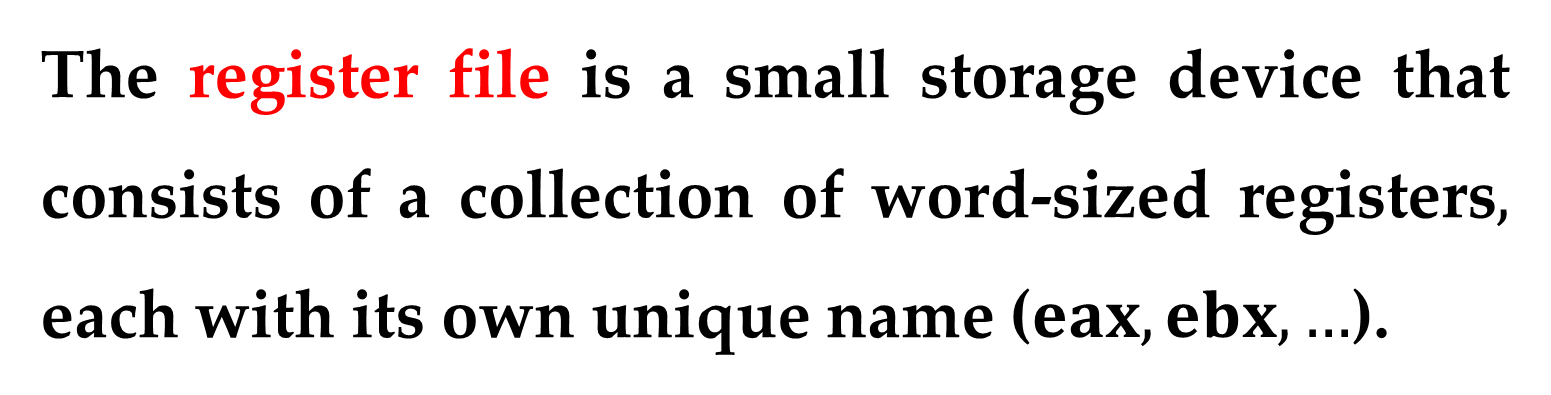 The register file is a small storage device that
consists of a collection of word-sized registers,
each with its own unique name (eax, ebx, ...).